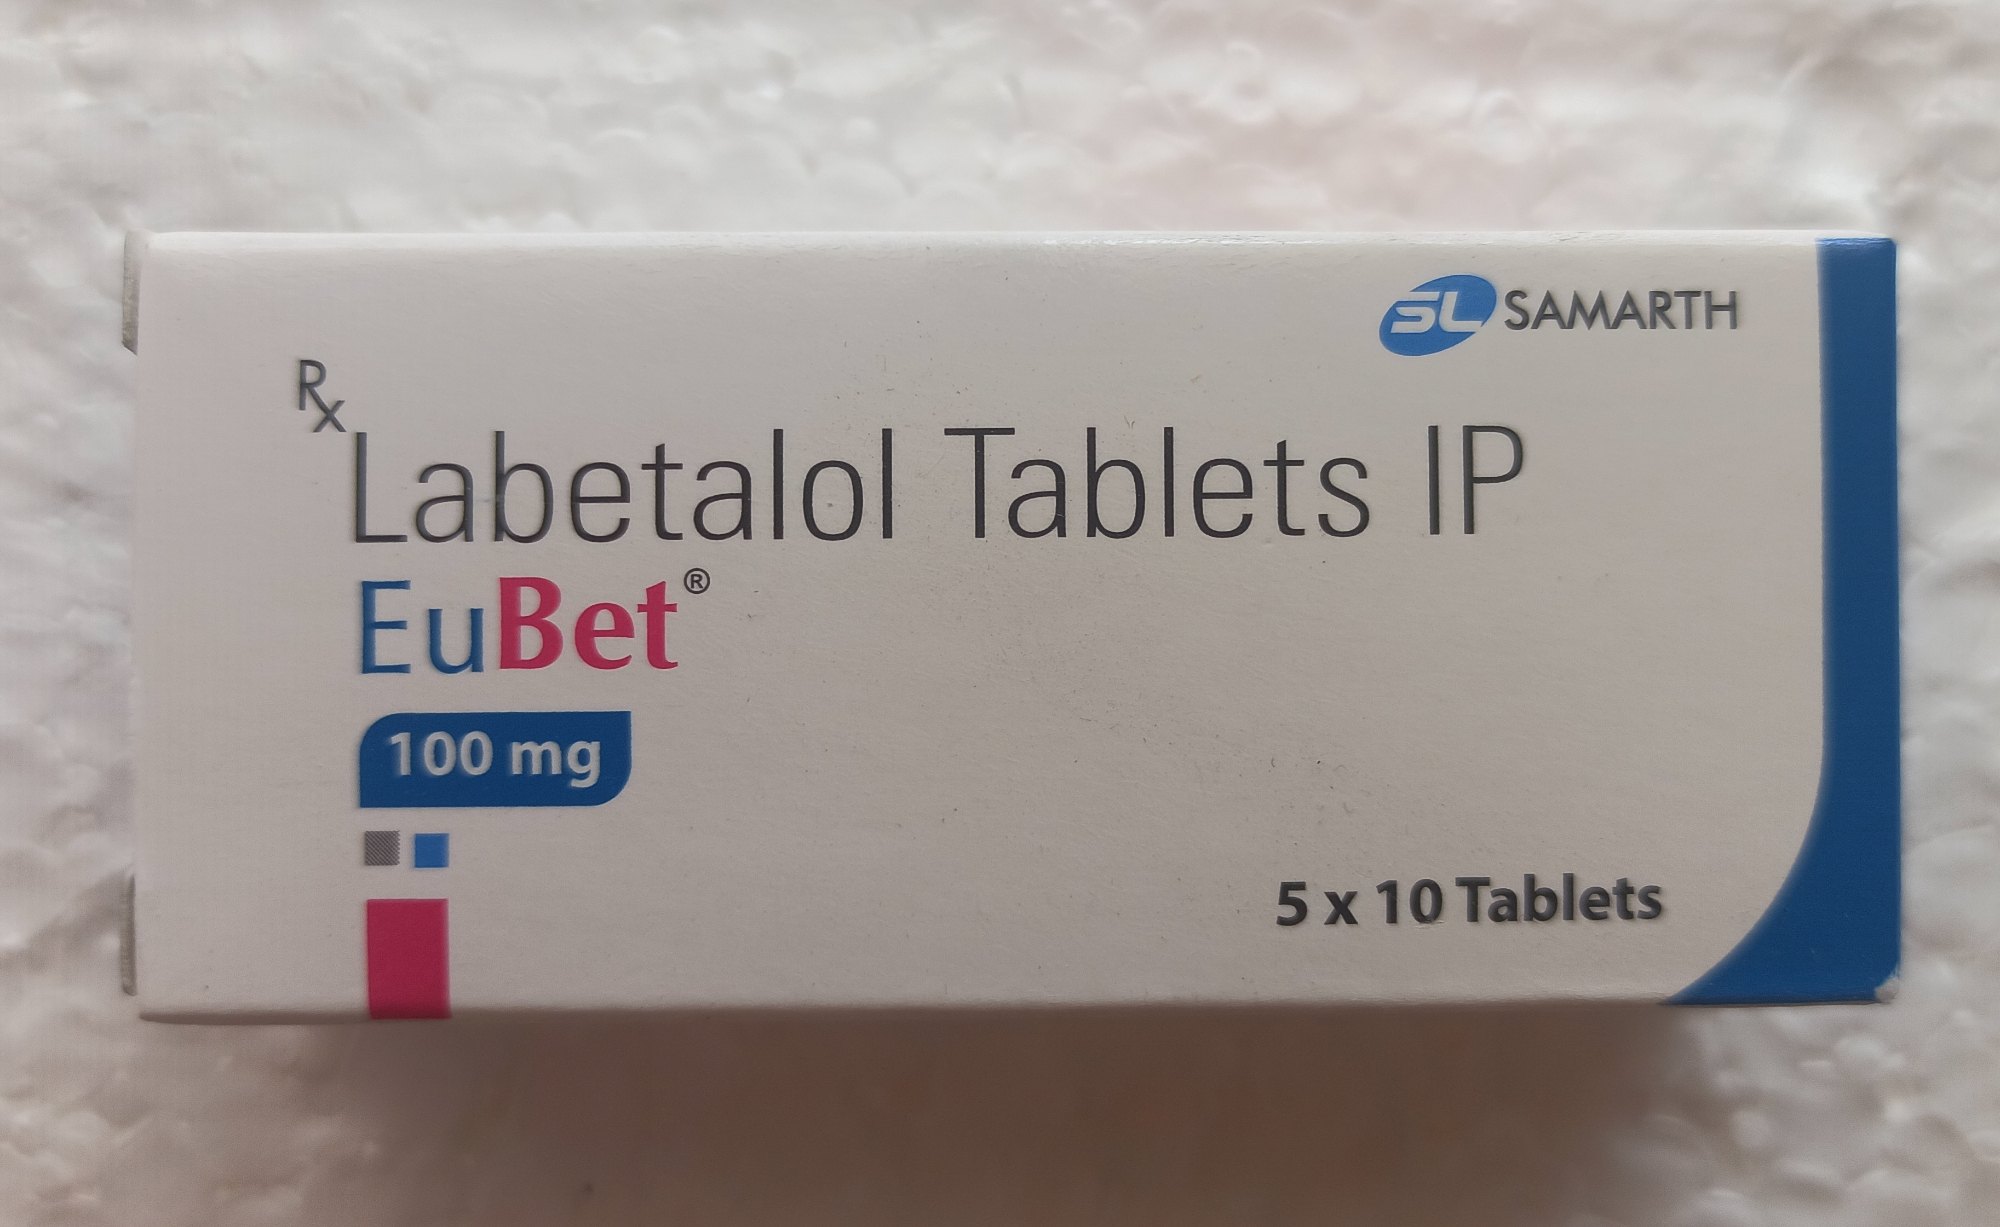 SL SAMARTH
Rx
Labetalol Tablets IP
EuBet®
100 mg
5 x 10 Tablets